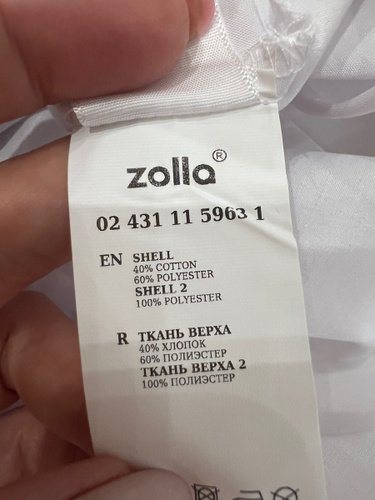 zolla®
02 431 11 5963 1
EN SHELL
40% COTTON
60% POLYESTER
SHELL 2
100% POLYESTER
R ТКАНЬ ВЕРХА
40% ХЛОПОК
60% ПОЛИЭСТЕР
ТКАНЬ ВЕРХА 2
100% ПОЛИЭСТЕР